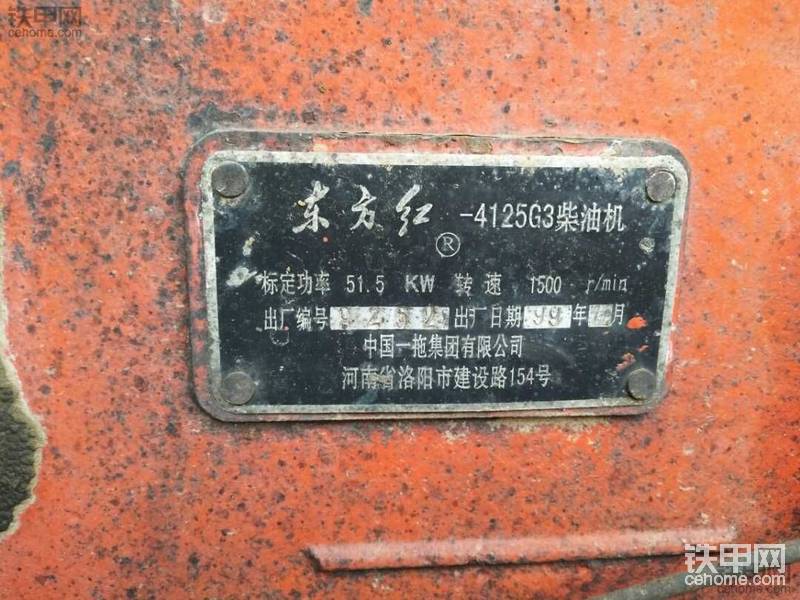 铁甲网
cehome.com
东方红 -4125G3柴油机
®
标定功率 51.5 KW 转速 1500 r/min
出厂编号 9252 出厂日期 99年 月
中国一拖集团有限公司
河南省洛阳市建设路154号
铁甲网
cehome.com